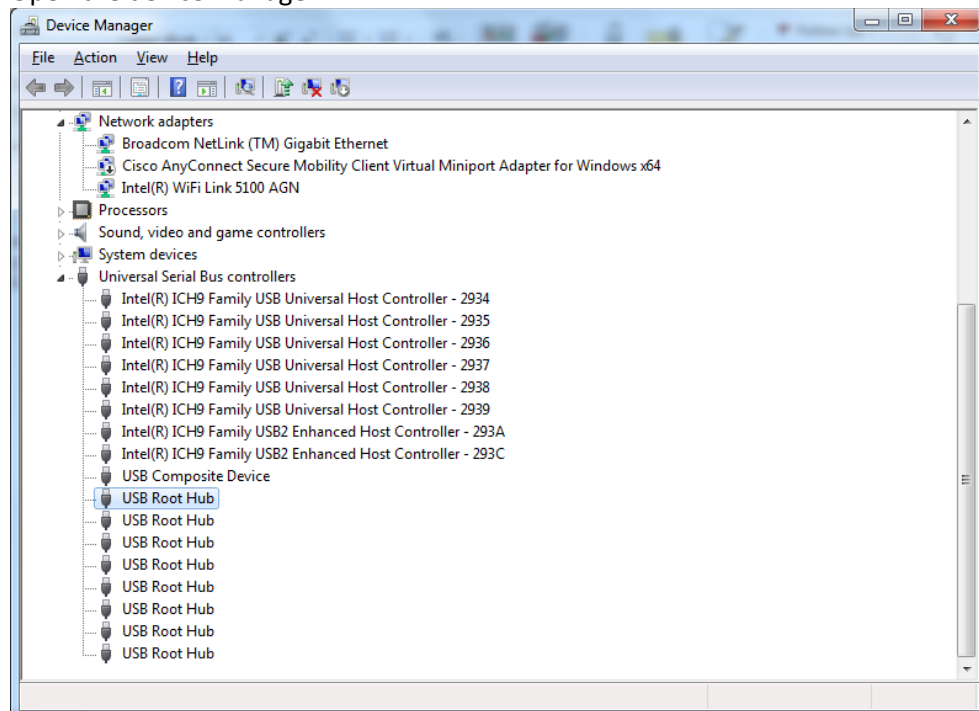 Device Manager
File Action View Help
Network adapters
Broadcom NetLink (TM) Gigabit Ethernet
Cisco AnyConnect Secure Mobility Client Virtual Miniport Adapter for Windows x64
Intel(R) WiFi Link 5100 AGN
Processors
Sound, video and game controllers
System devices
Universal Serial Bus controllers
Intel(R) ICH9 Family USB Universal Host Controller - 2934
Intel(R) ICH9 Family USB Universal Host Controller - 2935
Intel(R) ICH9 Family USB Universal Host Controller - 2936
Intel(R) ICH9 Family USB Universal Host Controller - 2937
Intel(R) ICH9 Family USB Universal Host Controller - 2938
Intel(R) ICH9 Family USB Universal Host Controller - 2939
Intel(R) ICH9 Family USB2 Enhanced Host Controller - 293A
Intel(R) ICH9 Family USB2 Enhanced Host Controller - 293C
USB Composite Device
USB Root Hub
USB Root Hub
USB Root Hub
USB Root Hub
USB Root Hub
USB Root Hub
USB Root Hub
USB Root Hub